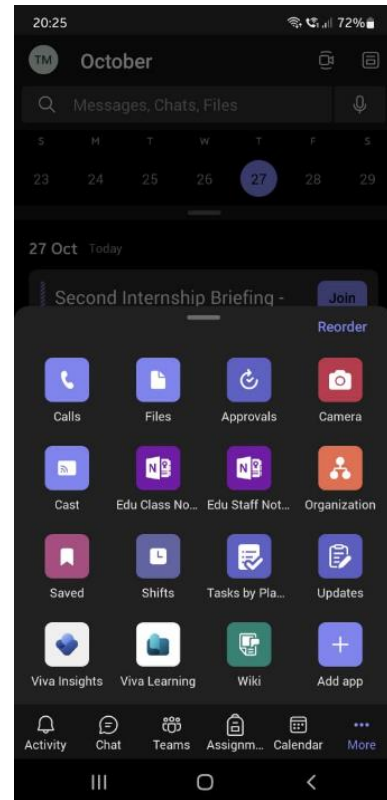 20:25 72%
TM October
Messages, Chats, Files
S M T W T F S
23 24 25 26 27 28 29
27 Oct Today
Second Internship Briefing - Join
Reorder
Calls Files Approvals Camera
Cast Edu Class No... Edu Staff Not... Organization
Saved Shifts Tasks by Pla... Updates
Viva Insights Viva Learning Wiki Add app
Activity Chat Teams Assignm... Calendar More